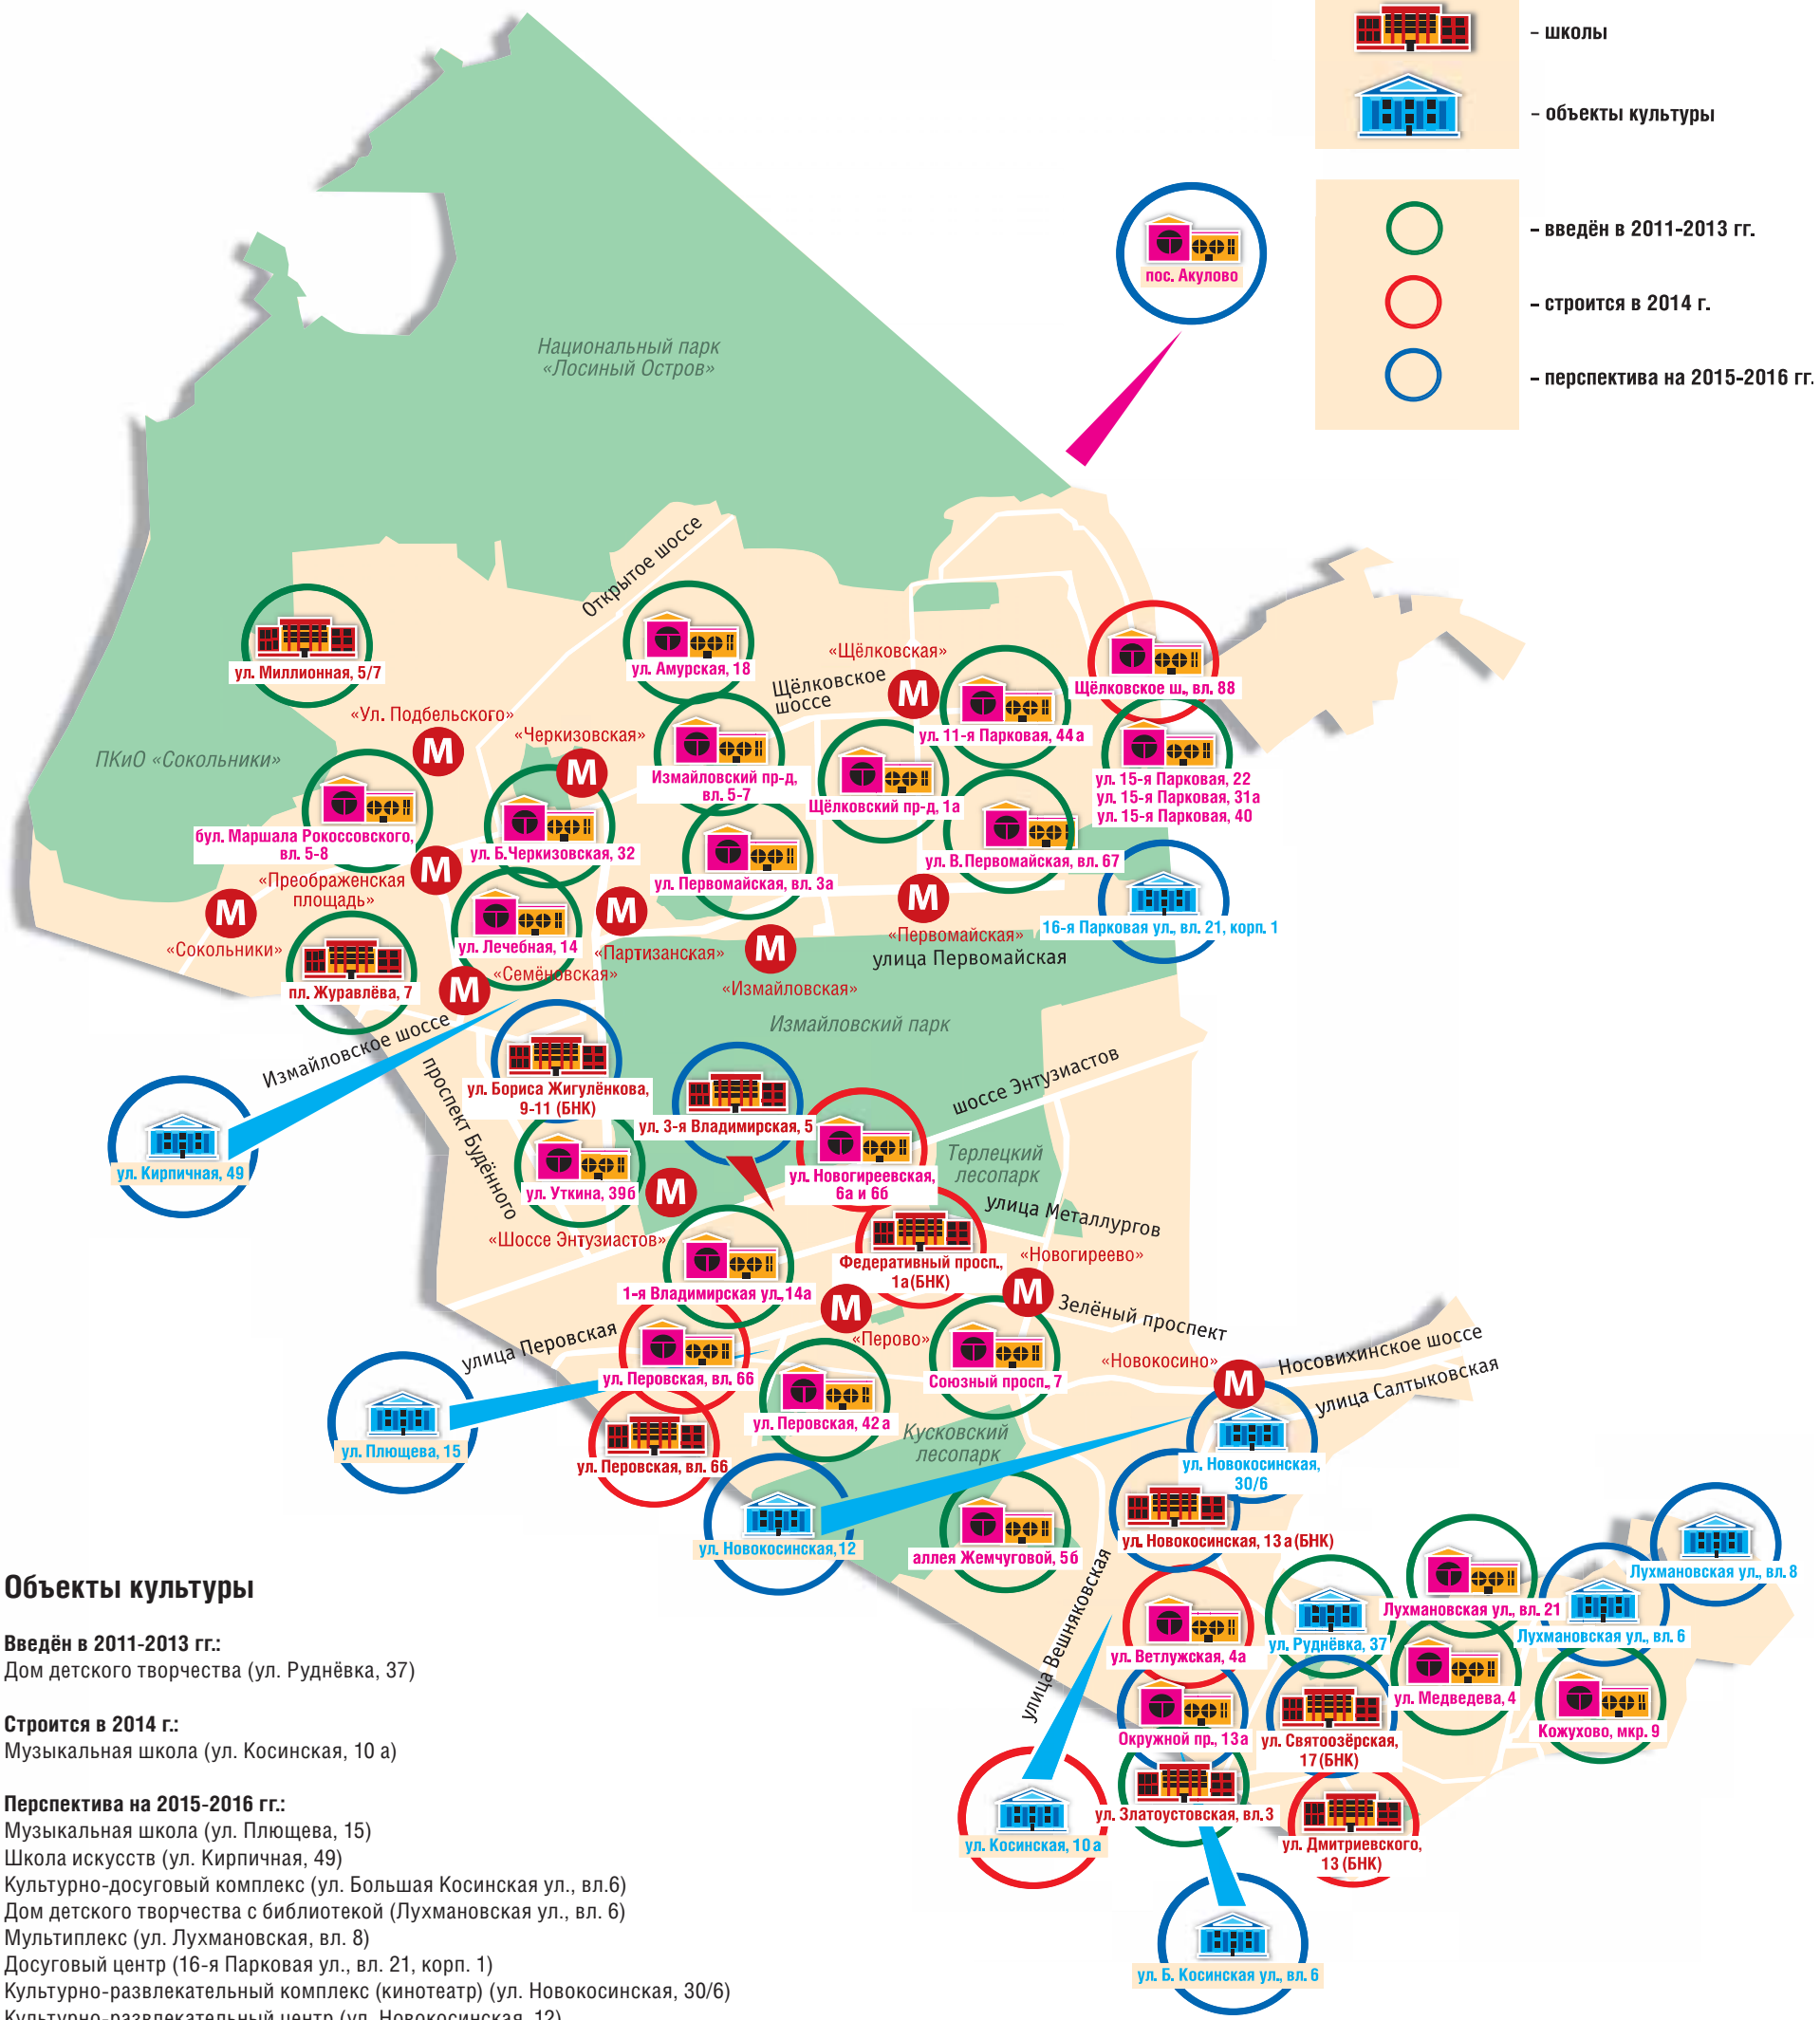 – школы
– объекты культуры
– введён в 2011-2013 гг.
– строится в 2014 г.
– перспектива на 2015-2016 гг.
пос. Акулово
Национальный парк
«Лосиный Остров»
Открытое шоссе
ул. Миллионная, 5/7
ул. Амурская, 18
«Щёлковская»
Щёлковское
шоссе
Щёлковское ш., вл. 88
«Ул. Подбельского»
«Черкизовская»
ул. 11-я Парковая, 44а
ПКиО «Сокольники»
Измайловский пр-д,
вл. 5-7
Щёлковский пр-д, 1а
ул. 15-я Парковая, 22
ул. 15-я Парковая, 31а
ул. 15-я Парковая, 40
бул. Маршала Рокоссовского,
вл. 5-8
ул. Б.Черкизовская, 32
ул. Первомайская, вл. 3а
ул. В.Первомайская, вл. 67
«Преображенская
площадь»
«Сокольники»
ул. Лечебная, 14
«Партизанская»
«Первомайская»
16-я Парковая ул., вл. 21, корп. 1
улица Первомайская
«Семёновская»
«Измайловская»
пл. Журавлёва, 7
Измайловский парк
Измайловское шоссе
проспект Будённого
шоссе Энтузиастов
ул. Бориса Жигулёнкова,
9-11 (БНК)
ул. 3-я Владимирская, 5
Терлецкий
лесопарк
ул. Кирпичная, 49
ул. Новогиреевская,
6а и 6б
ул. Уткина, 39б
улица Металлургов
«Шоссе Энтузиастов»
Федеративный просп.,
1а(БНК)
«Новогиреево»
1-я Владимирская ул.,14а
Зелёный проспект
улица Перовская
«Перово»
Носовихинское шоссе
«Новокосино»
улица Салтыковская
ул. Перовская, вл. 66
Союзный просп., 7
ул. Перовская, 42а
Кусковский
лесопарк
ул. Плющева, 15
ул. Перовская, вл. 66
ул. Новокосинская,
30/6
ул. Новокосинская,12
аллея Жемчуговой, 5б
ул. Новокосинская, 13а(БНК)
улица Вешняковская
Лухмановская ул., вл. 8
Лухмановская ул., вл. 21
Лухмановская ул., вл. 6
ул. Руднёвка, 37
ул. Ветлужская, 4а
ул. Медведева, 4
Кожухово, мкр. 9
Окружной пр., 13а
ул. Святоозёрская,
17(БНК)
ул. Златоустовская, вл.3
ул. Косинская, 10а
ул. Дмитриевского,
13(БНК)
ул. Б. Косинская ул., вл. 6
М
М
М
М
М
М
М
М
М
М
М
М
М
Объекты культуры
Введён в 2011-2013 гг.:
Дом детского творчества (ул. Руднёвка, 37)
Строится в 2014 г.:
Музыкальная школа (ул. Косинская, 10 а)
Перспектива на 2015-2016 гг.:
Музыкальная школа (ул. Плющева, 15)
Школа искусств (ул. Кирпичная, 49)
Культурно-досуговый комплекс (ул. Большая Косинская ул., вл.6)
Дом детского творчества с библиотекой (Лухмановская ул., вл. 6)
Мультиплекс (ул. Лухмановская, вл. 8)
Досуговый центр (16-я Парковая ул., вл. 21, корп. 1)
Культурно-развлекательный комплекс (кинотеатр) (ул. Новокосинская, 30/6)
Культурно-развлекательный центр (ул. Новокосинская, 12)